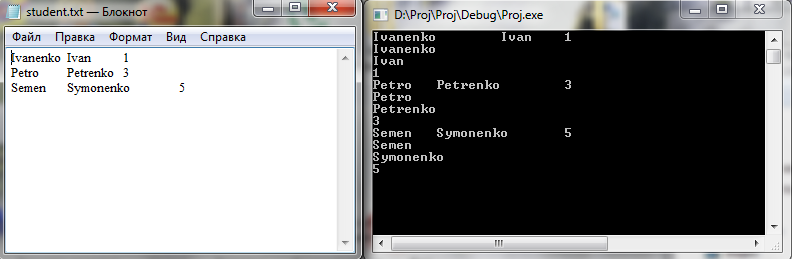 student.txt — Блокнот
Файл Правка Формат Вид Справка
Ivanenko Ivan 1
Petro Petrenko 3
Semen Symonenko 5
D:\Proj\Proj\Debug\Proj.exe
Ivanenko Ivan 1
Ivanenko
Ivan
1
Petro Petrenko 3
Petro
Petrenko
3
Semen Symonenko 5
Semen
Symonenko
5